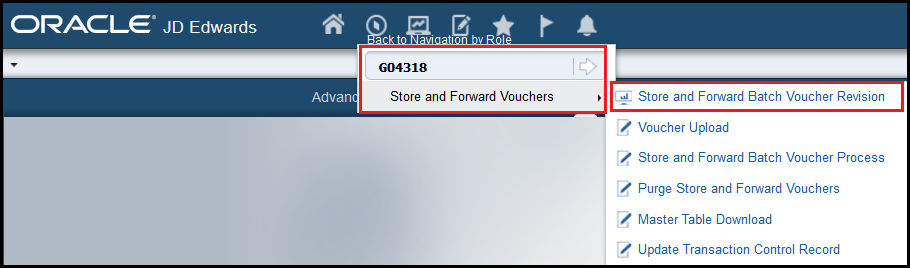 ORACLE® JD Edwards
Back to Navigation by Role
G04318
Store and Forward Vouchers
Advanc
Store and Forward Batch Voucher Revision
Voucher Upload
Store and Forward Batch Voucher Process
Purge Store and Forward Vouchers
Master Table Download
Update Transaction Control Record